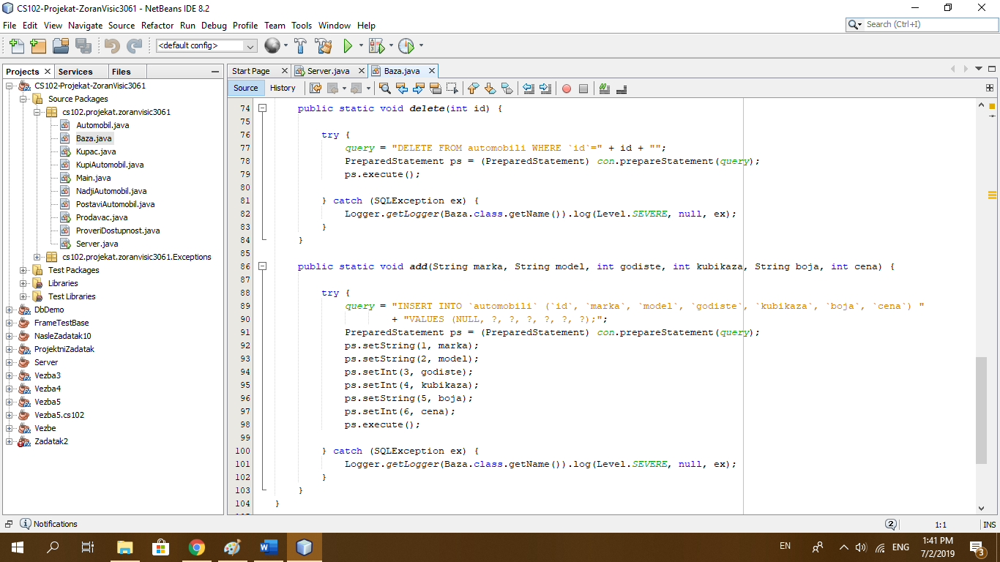 CS102-Projekat-ZoranVisic3061 - NetBeans IDE 8.2
File Edit View Navigate Source Refactor Run Debug Profile Team Tools Window Help
Search (Ctrl+I)
<default config>
Projects Services Files
Start Page Server.java Baza.java
Source History
CS102-Projekat-ZoranVisic3061
Source Packages
cs102.projekat.zoranvisic3061
Automobil.java
Baza.java
Kupac.java
KupiAutomobil.java
Main.java
NadjiAutomobil.java
PostaviAutomobil.java
Prodavac.java
ProveriDostupnost.java
Server.java
cs102.projekat.zoranvisic3061.Exceptions
Test Packages
Libraries
Test Libraries
DbDemo
FrameTestBase
NasleZadatak10
ProjektniZadatak
Server
Vezba3
Vezba4
Vezba5
Vezba5.cs102
Vezbe
Zadatak2
74 public static void delete(int id) {
75
76 try {
77 query = "DELETE FROM automobili WHERE `id`=" + id + "";
78 PreparedStatement ps = (PreparedStatement) con.prepareStatement(query);
79 ps.execute();
80
81 } catch (SQLException ex) {
82 Logger.getLogger(Baza.class.getName()).log(Level.SEVERE, null, ex);
83 }
84 }
85
86 public static void add(String marka, String model, int godiste, int kubikaza, String boja, int cena) {
87
88 try {
89 query = "INSERT INTO `automobili` (`id`, `marka`, `model`, `godiste`, `kubikaza`, `boja`, `cena`) "
90 + "VALUES (NULL, ?, ?, ?, ?, ?, ?);";
91 PreparedStatement ps = (PreparedStatement) con.prepareStatement(query);
92 ps.setString(1, marka);
93 ps.setString(2, model);
94 ps.setInt(3, godiste);
95 ps.setInt(4, kubikaza);
96 ps.setString(5, boja);
97 ps.setInt(6, cena);
98 ps.execute();
99
100 } catch (SQLException ex) {
101 Logger.getLogger(Baza.class.getName()).log(Level.SEVERE, null, ex);
102 }
103 }
104 }
Notifications
2 1:1 INS
EN ENG 1:41 PM
7/2/2019
3